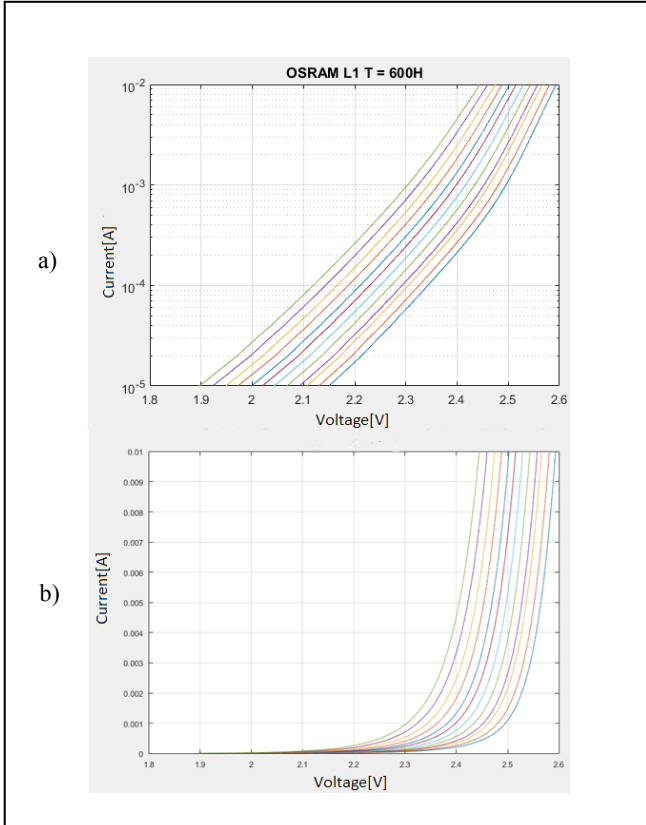 OSRAM L1 T = 600H
a)
Current[A]
10^-2
10^-3
10^-4
10^-5
1.8 1.9 2 2.1 2.2 2.3 2.4 2.5 2.6
Voltage[V]
b)
Current[A]
0.01
0.009
0.008
0.007
0.006
0.005
0.004
0.003
0.002
0.001
0
1.8 1.9 2 2.1 2.2 2.3 2.4 2.5 2.6
Voltage[V]